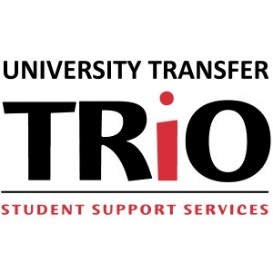 UNIVERSITY TRANSFER
TRiO
STUDENT SUPPORT SERVICES